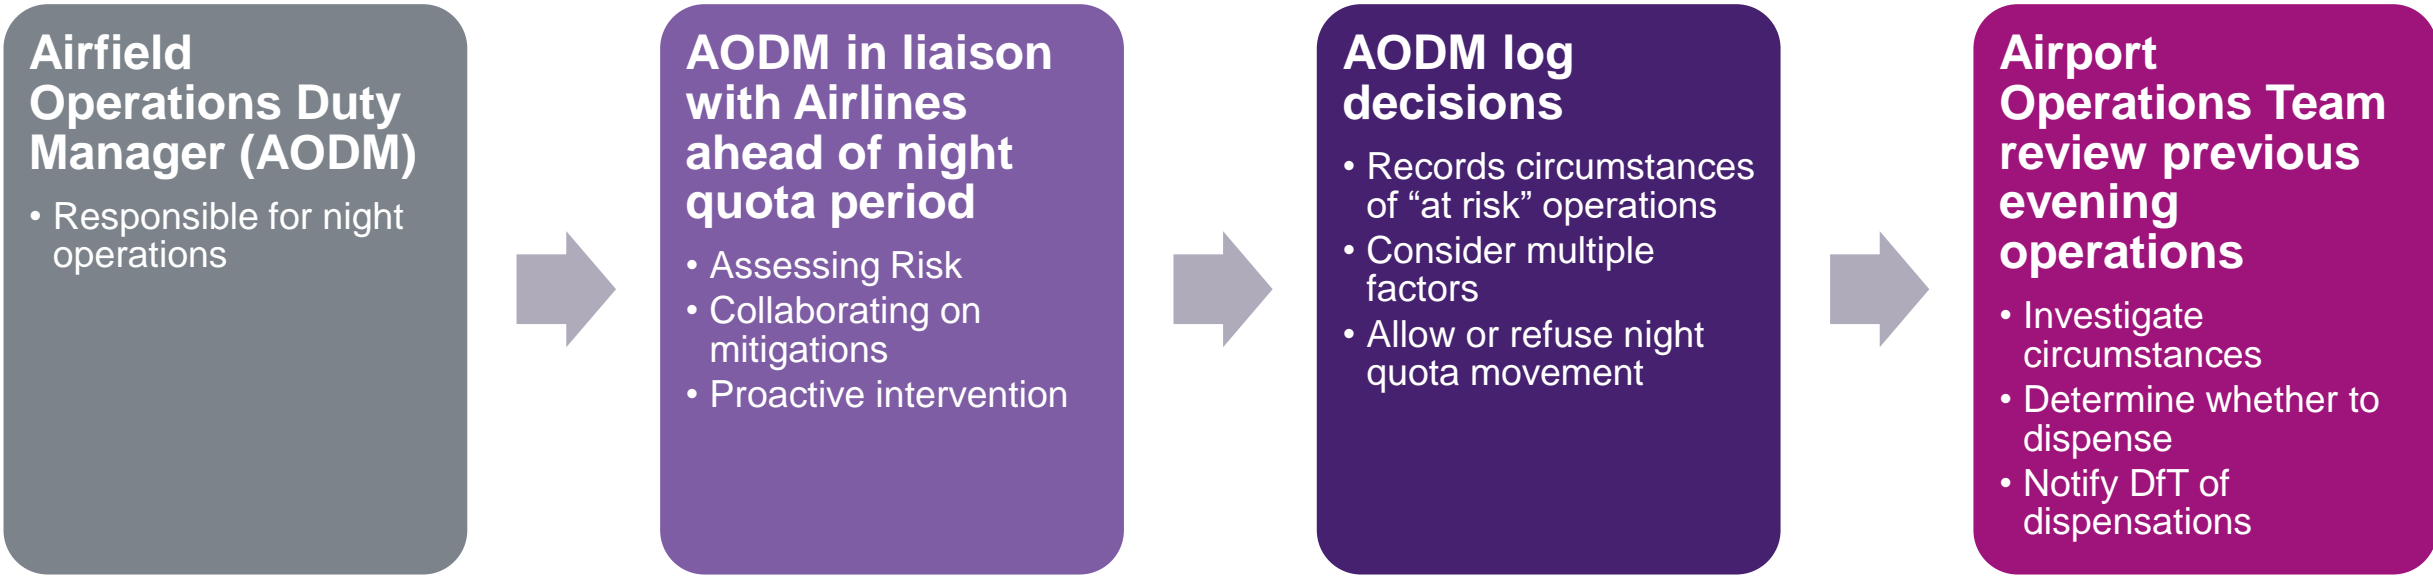 Airfield
Operations Duty
Manager (AODM)
• Responsible for night
operations
AODM in liaison
with Airlines
ahead of night
quota period
• Assessing Risk
• Collaborating on
mitigations
• Proactive intervention
AODM log
decisions
• Records circumstances
of “at risk” operations
• Consider multiple
factors
• Allow or refuse night
quota movement
Airport
Operations Team
review previous
evening
operations
• Investigate
circumstances
• Determine whether to
dispense
• Notify DfT of
dispensations